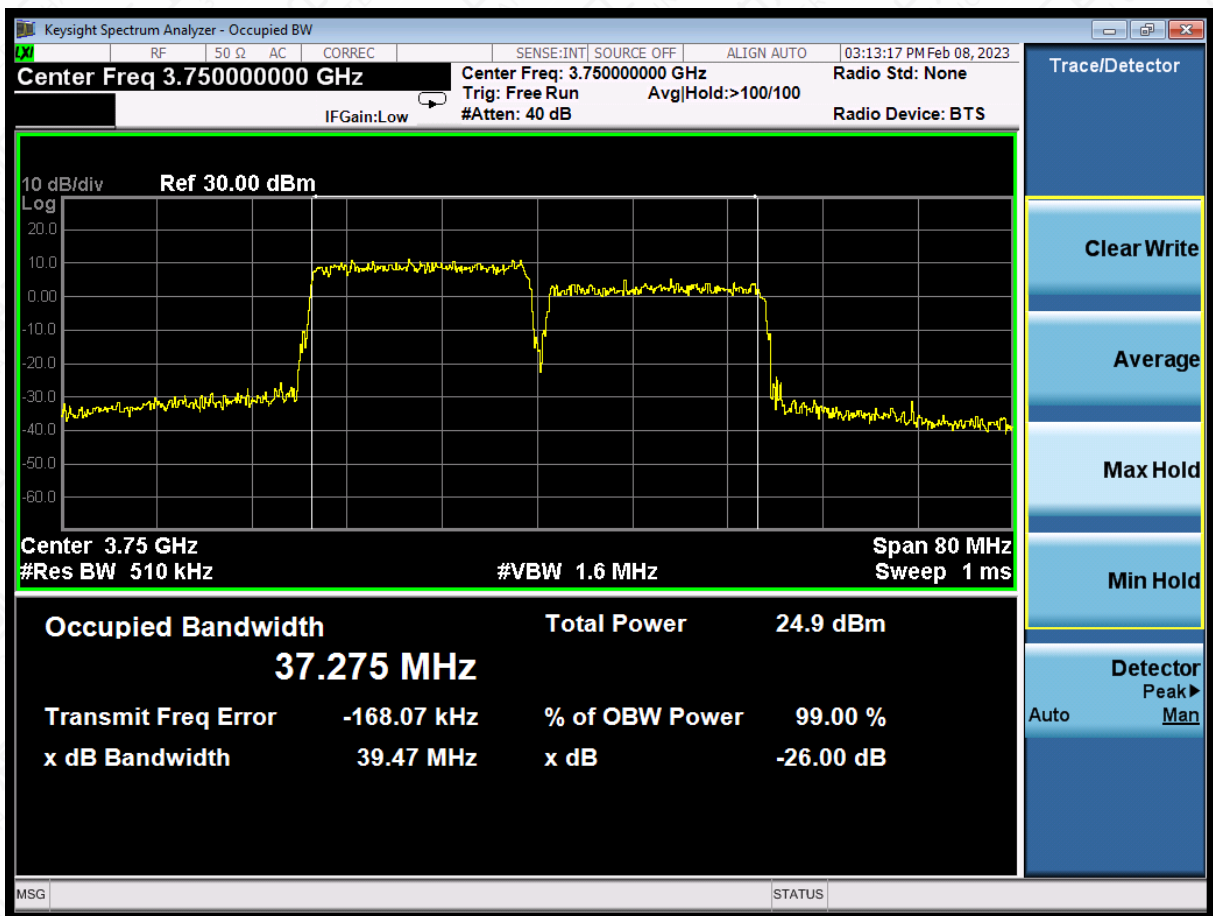 Keysight Spectrum Analyzer - Occupied BW
LXI RF 50 Ω AC CORREC SENSE:INT SOURCE OFF ALIGN AUTO 03:13:17 PM Feb 08, 2023
Center Freq 3.750000000 GHz
Center Freq: 3.750000000 GHz
Radio Std: None
Trig: Free Run Avg|Hold:>100/100
IFGain:Low #Atten: 40 dB Radio Device: BTS
10 dB/div Ref 30.00 dBm
Log
20.0
10.0
0.00
-10.0
-20.0
-30.0
-40.0
-50.0
-60.0
Center 3.75 GHz Span 80 MHz
#Res BW 510 kHz #VBW 1.6 MHz Sweep 1 ms
Occupied Bandwidth Total Power 24.9 dBm
37.275 MHz
Transmit Freq Error -168.07 kHz % of OBW Power 99.00 %
x dB Bandwidth 39.47 MHz x dB -26.00 dB
Trace/Detector
Clear Write
Average
Max Hold
Min Hold
Detector
Peak▶
Auto Man
MSG STATUS